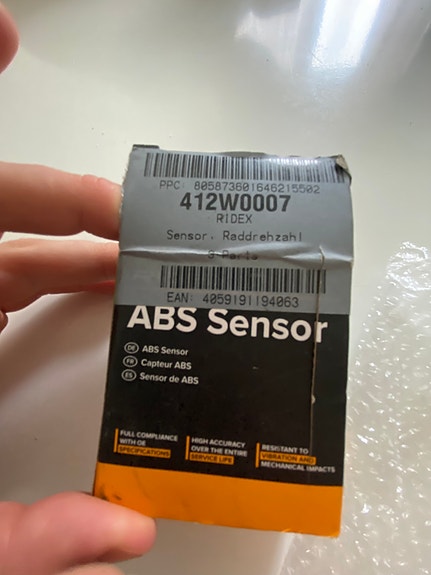 PPC: 805873601646215502
412W0007
RIDEX
Sensor, Raddrehzahl
EAN: 4059191194063
ABS Sensor
DE ABS Sensor
FR Capteur ABS
ES Sensor de ABS
FULL COMPLIANCE
WITH OE
SPECIFICATIONS
HIGH ACCURACY
OVER THE ENTIRE
SERVICE LIFE
RESISTANT TO
VIBRATION AND
MECHANICAL IMPACTS